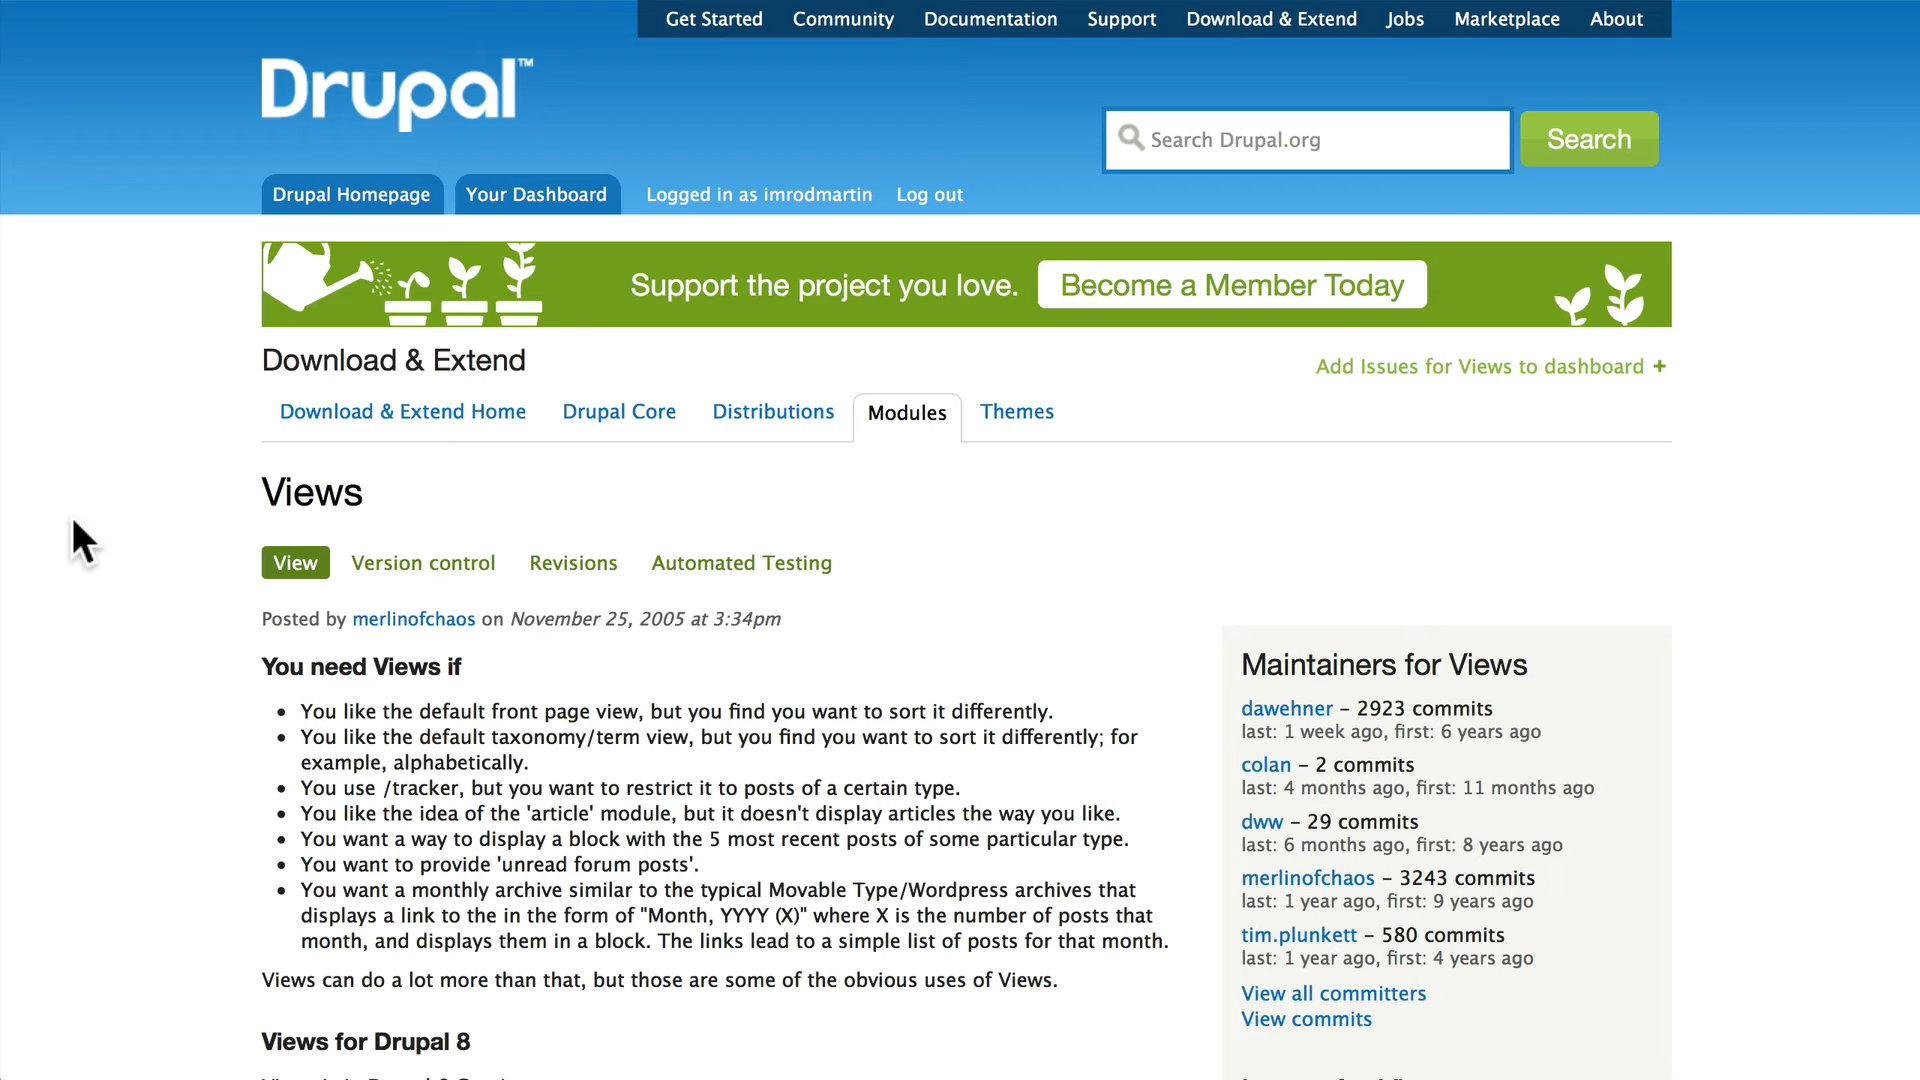 Get Started Community Documentation Support Download & Extend Jobs Marketplace About
Drupal™
Search Drupal.org Search
Drupal Homepage Your Dashboard Logged in as imrodmartin Log out
Support the project you love. Become a Member Today
Download & Extend
Add Issues for Views to dashboard +
Download & Extend Home Drupal Core Distributions Modules Themes
Views
View Version control Revisions Automated Testing
Posted by merlinofchaos on November 25, 2005 at 3:34pm
You need Views if
• You like the default front page view, but you find you want to sort it differently.
• You like the default taxonomy/term view, but you find you want to sort it differently; for
example, alphabetically.
• You use /tracker, but you want to restrict it to posts of a certain type.
• You like the idea of the 'article' module, but it doesn't display articles the way you like.
• You want a way to display a block with the 5 most recent posts of some particular type.
• You want to provide 'unread forum posts'.
• You want a monthly archive similar to the typical Movable Type/Wordpress archives that
displays a link to the in the form of "Month, YYYY (X)" where X is the number of posts that
month, and displays them in a block. The links lead to a simple list of posts for that month.
Views can do a lot more than that, but those are some of the obvious uses of Views.
Views for Drupal 8
Maintainers for Views
dawehner – 2923 commits
last: 1 week ago, first: 6 years ago
colan – 2 commits
last: 4 months ago, first: 11 months ago
dww – 29 commits
last: 6 months ago, first: 8 years ago
merlinofchaos – 3243 commits
last: 1 year ago, first: 9 years ago
tim.plunkett – 580 commits
last: 1 year ago, first: 4 years ago
View all committers
View commits